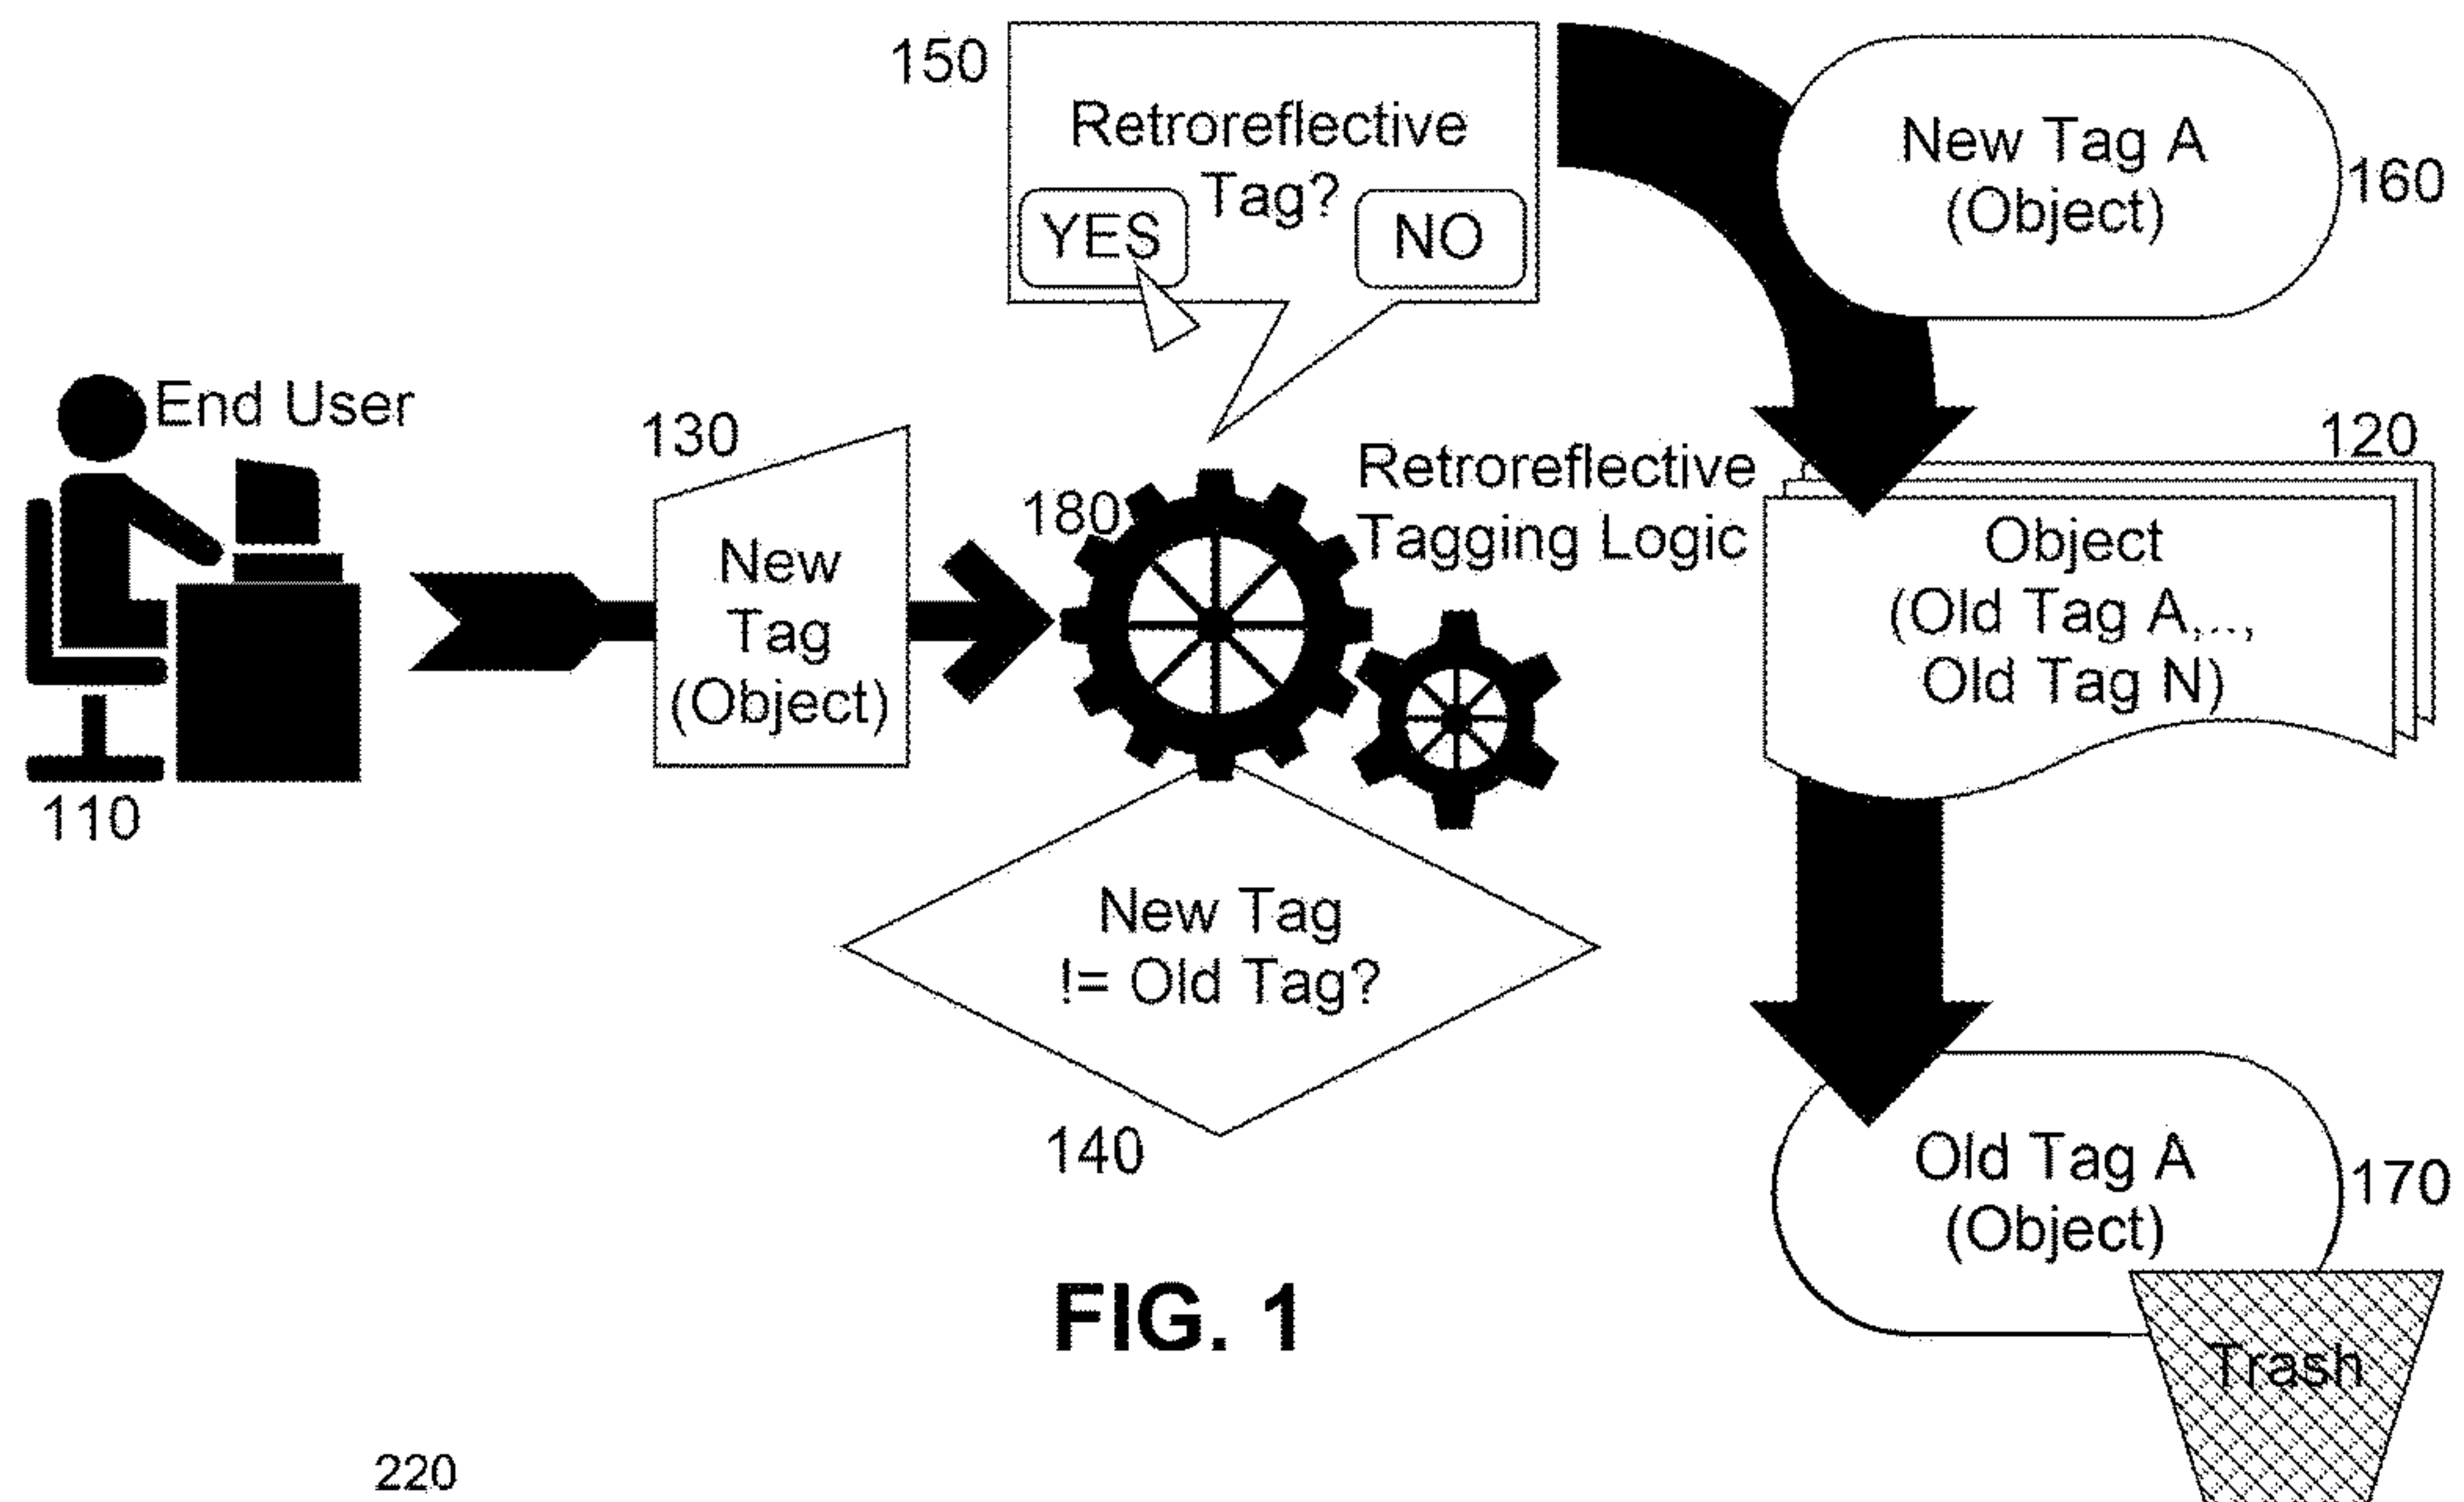 150
Retroreflective
Tag?
YES
NO
New Tag A
(Object)
160
End User
110
130
New
Tag
(Object)
180
Retroreflective
Tagging Logic
120
Object
(Old Tag A,..,
Old Tag N)
New Tag
!= Old Tag?
140
Old Tag A
(Object)
170
Trash
FIG. 1
220